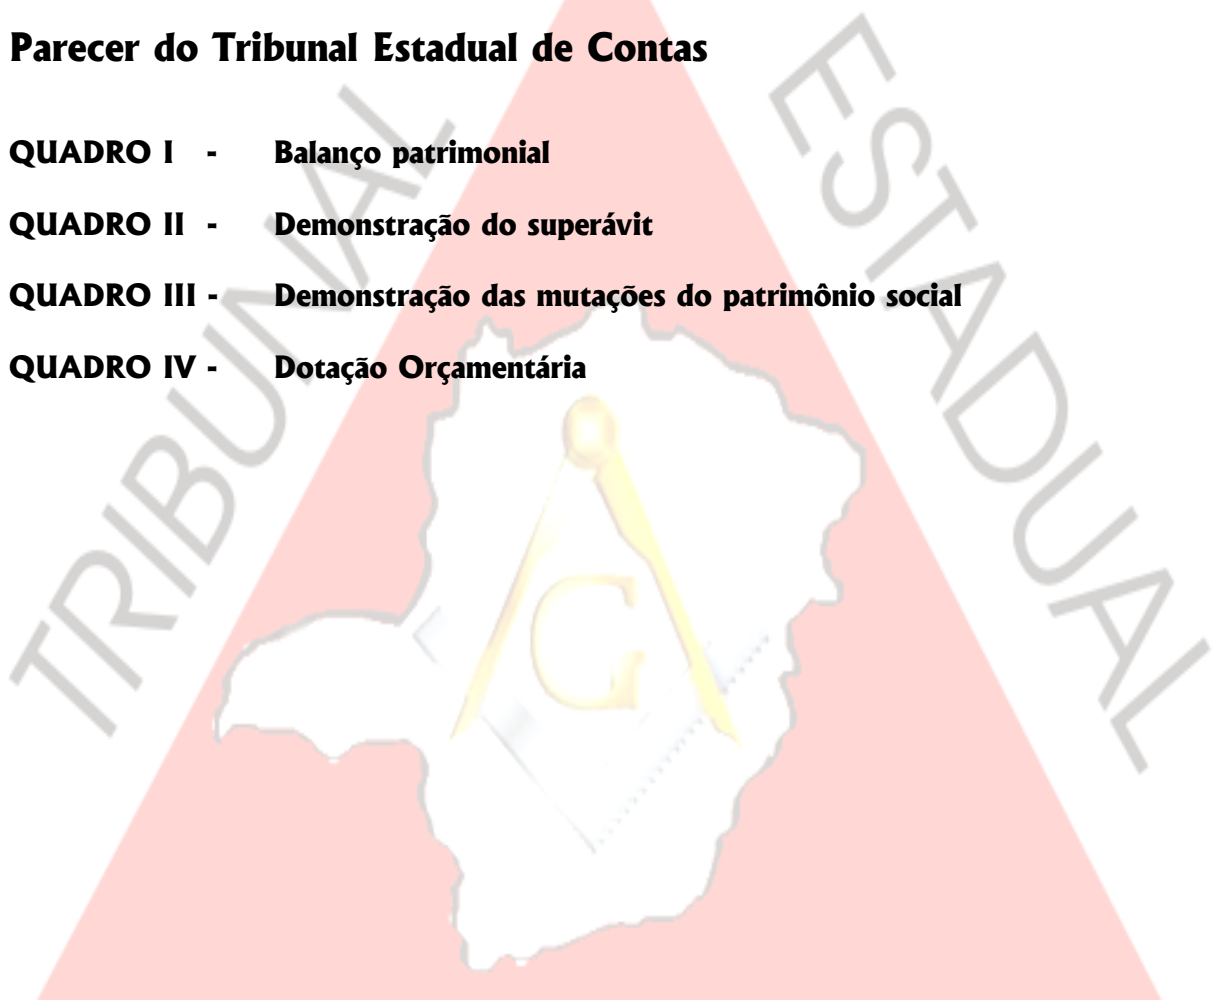 Parecer do Tribunal Estadual de Contas
QUADRO I - Balanço patrimonial
QUADRO II - Demonstração do superávit
QUADRO III - Demonstração das mutações do patrimônio social
QUADRO IV - Dotação Orçamentária
TRIBUNAL ESTADUAL
G